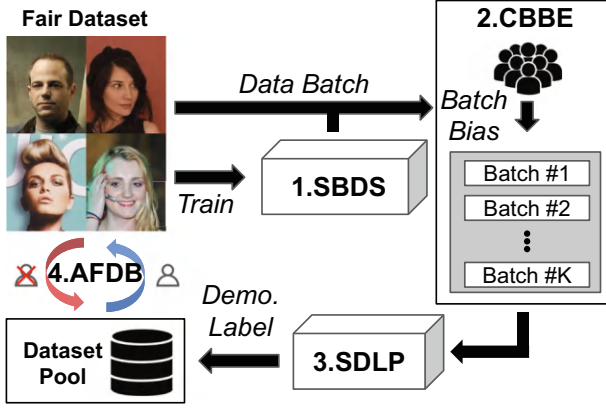 Fair Dataset
2.CBBE
Data Batch
Batch
Bias
1.SBDS
Train
Batch #1
Batch #2
Batch #K
4.AFDB
Demo.
Label
3.SDLP
Dataset
Pool